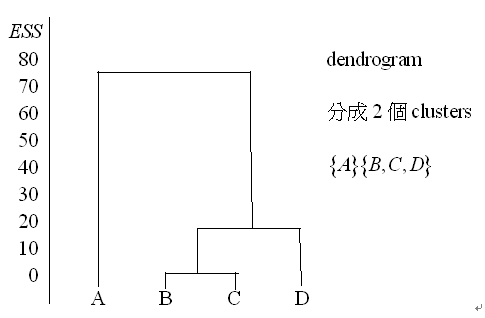 ESS
80
70
60
50
40
30
20
10
0
A B C D
dendrogram
分成 2 個 clusters
{A}{B,C,D}